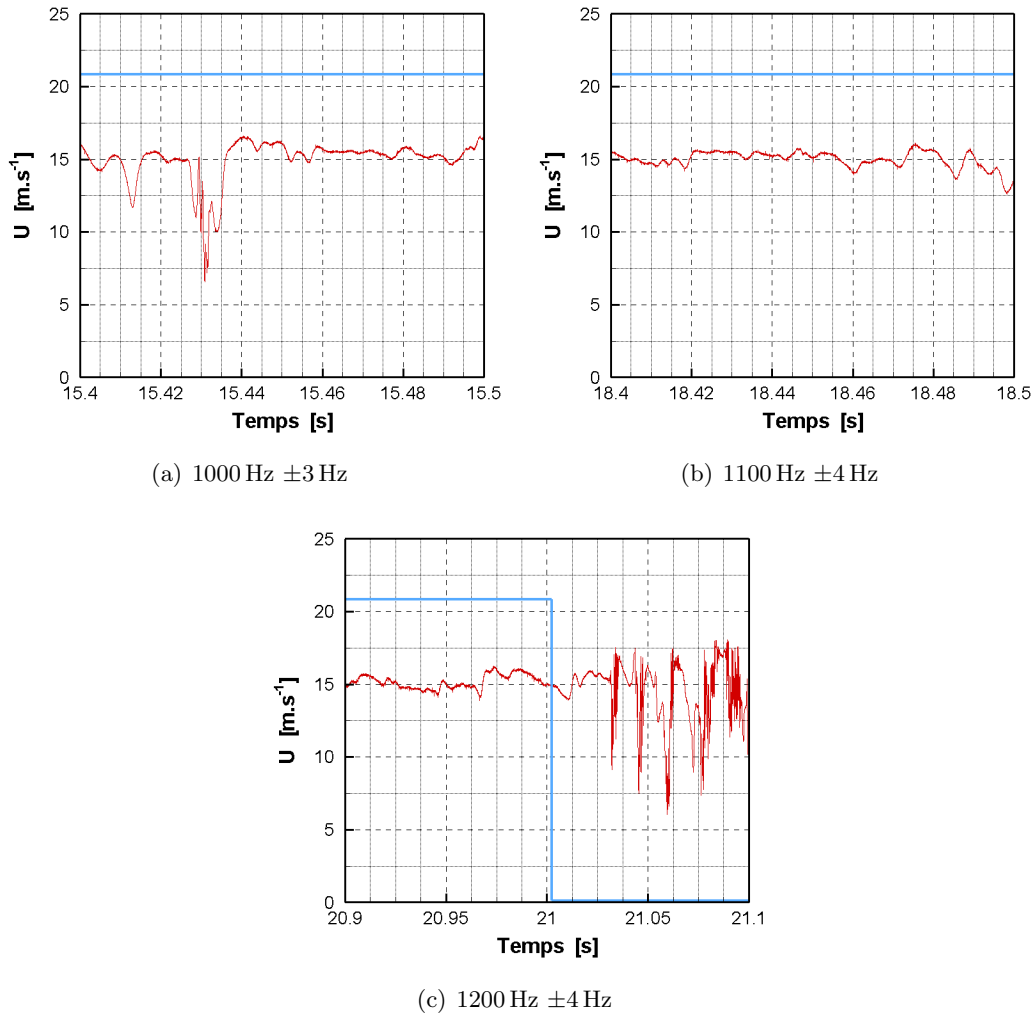 25
20
15
10
5
0
U [m.s-1]
15.4 15.42 15.44 15.46 15.48 15.5
Temps [s]
(a) 1000 Hz ±3 Hz
25
20
15
10
5
0
U [m.s-1]
18.4 18.42 18.44 18.46 18.48 18.5
Temps [s]
(b) 1100 Hz ±4 Hz
25
20
15
10
5
0
U [m.s-1]
20.9 20.95 21 21.05 21.1
Temps [s]
(c) 1200 Hz ±4 Hz